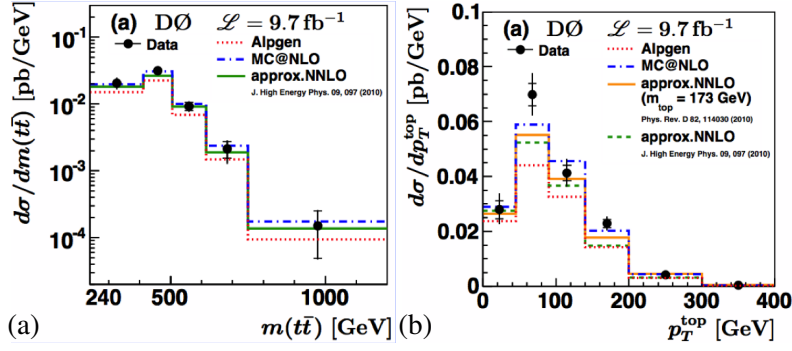 (a) DØ ℒ = 9.7 fb⁻¹
Data
Alpgen
MC@NLO
approx.NNLO
J. High Energy Phys. 09, 097 (2010)
dσ/dm(tt̄) [pb/GeV]
10⁻¹
10⁻²
10⁻³
10⁻⁴
240 500 1000
m(tt̄) [GeV]
(a)
(a) DØ ℒ = 9.7 fb⁻¹
Data
Alpgen
MC@NLO
approx.NNLO
(m_top = 173 GeV)
Phys. Rev. D 82, 114030 (2010)
approx.NNLO
J. High Energy Phys. 09, 097 (2010)
dσ/dp_T^top [pb/GeV]
0.1
0.08
0.06
0.04
0.02
0
0 100 200 300 400
p_T^top [GeV]
(b)